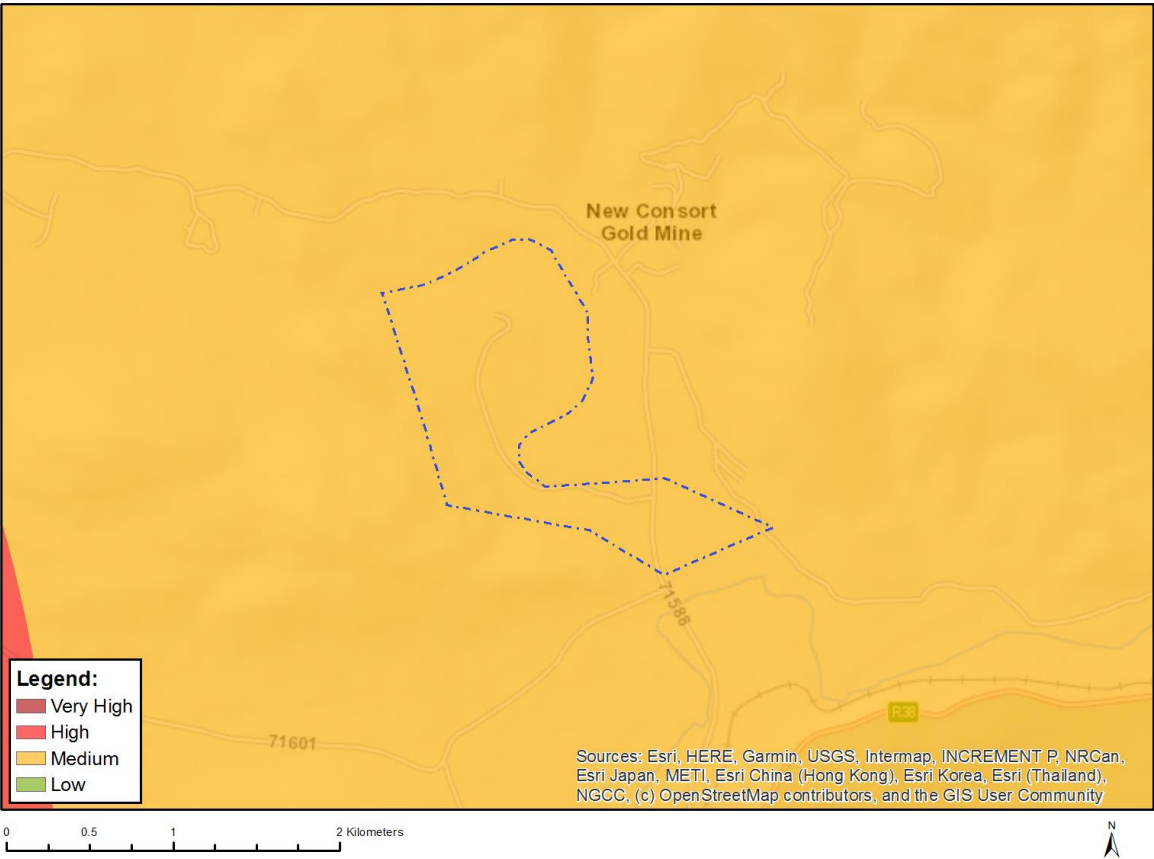 New Consort
Gold Mine
71588
R38
71601
Legend:
Very High
High
Medium
Low
Sources: Esri, HERE, Garmin, USGS, Intermap, INCREMENT P, NRCan,
Esri Japan, METI, Esri China (Hong Kong), Esri Korea, Esri (Thailand),
NGCC, (c) OpenStreetMap contributors, and the GIS User Community
0 0.5 1 2 Kilometers
N